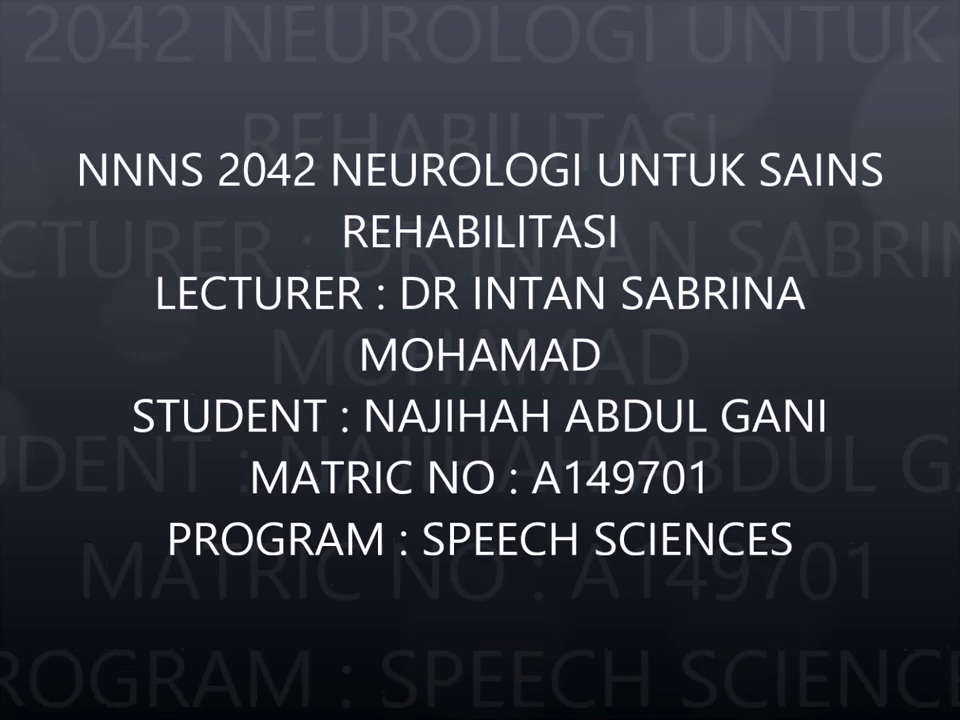 NNNS 2042 NEUROLOGI UNTUK SAINS
REHABILITASI
LECTURER : DR INTAN SABRINA
MOHAMAD
STUDENT : NAJIHAH ABDUL GANI
MATRIC NO : A149701
PROGRAM : SPEECH SCIENCES